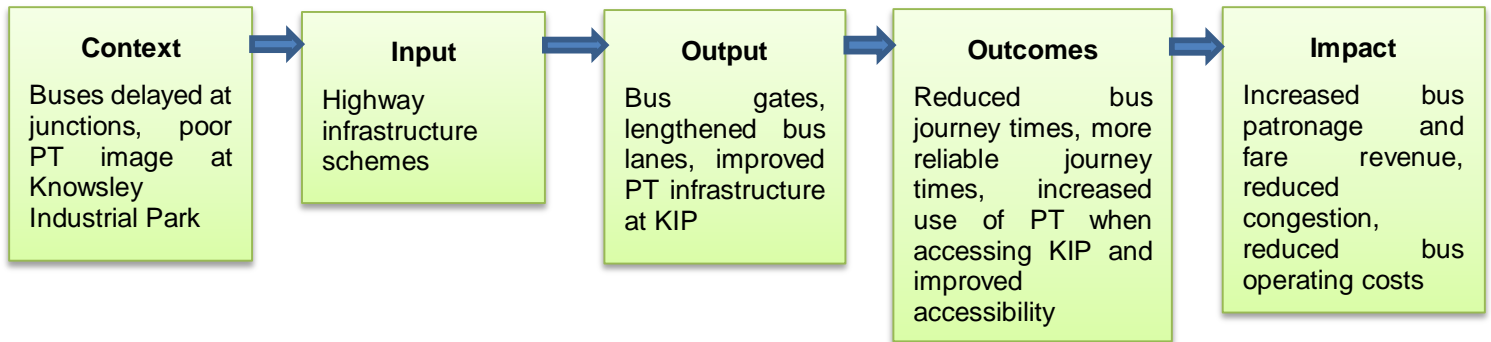 Context
Buses delayed at
junctions, poor
PT image at
Knowsley
Industrial Park
Input
Highway
infrastructure
schemes
Output
Bus gates,
lengthened bus
lanes, improved
PT infrastructure
at KIP
Outcomes
Reduced bus
journey times, more
reliable journey
times, increased
use of PT when
accessing KIP and
improved
accessibility
Impact
Increased bus
patronage and
fare revenue,
reduced
congestion,
reduced bus
operating costs